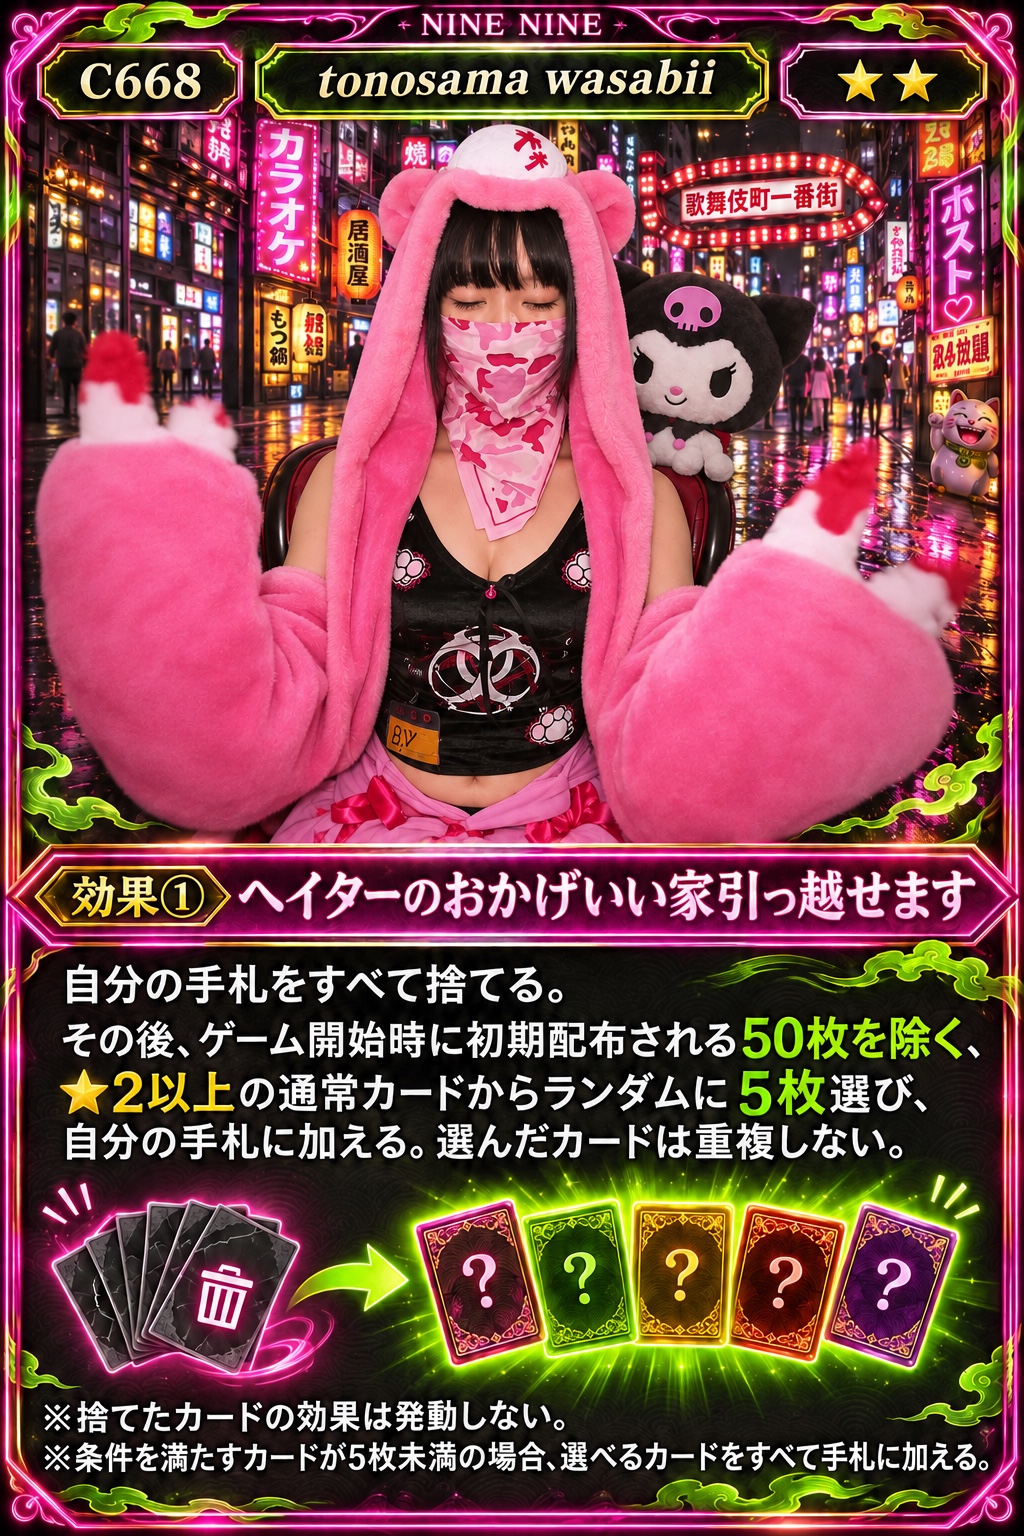 NINE NINE
C668
tonosama wasabii
カラオケ
焼
居酒屋
もつ鍋
歌舞伎町一番街
ホスト♡
効果① ヘイターのおかげいい家引っ越せます
自分の手札をすべて捨てる。
その後、ゲーム開始時に初期配布される50枚を除く、
★2以上の通常カードからランダムに5枚選び、
自分の手札に加える。選んだカードは重複しない。
? ? ? ? ?
※捨てたカードの効果は発動しない。
※条件を満たすカードが5枚未満の場合、選べるカードをすべて手札に加える。